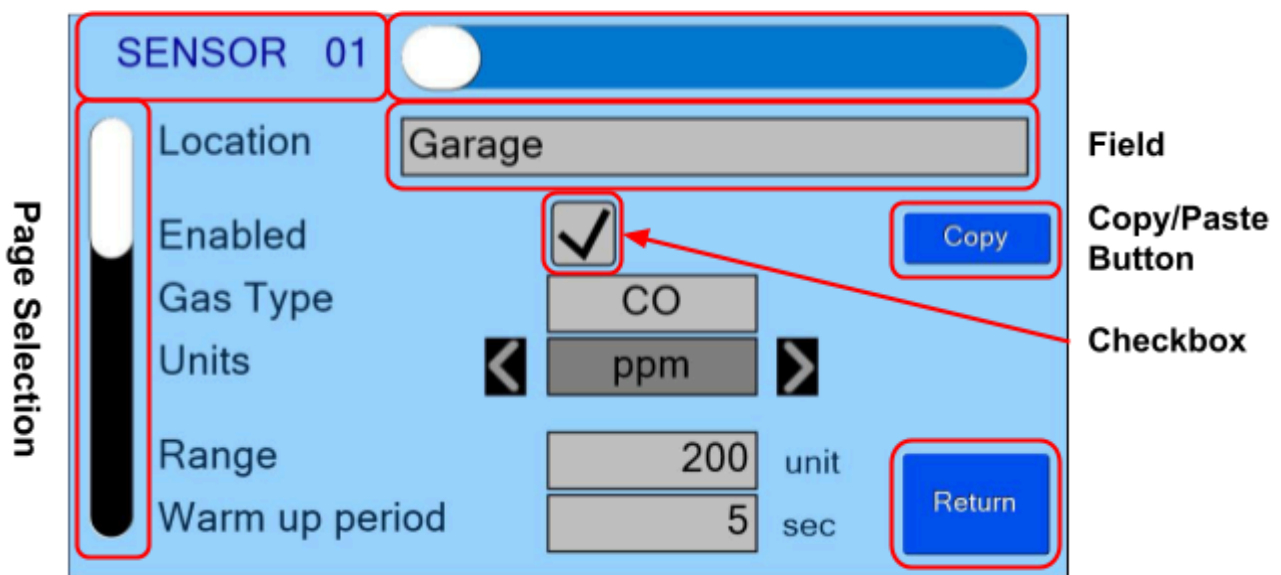 SENSOR 01
Location
Garage
Field
Enabled
Copy
Copy/Paste
Button
Gas Type
CO
Units
ppm
Checkbox
Range
200
unit
Warm up period
5
sec
Return
Page Selection